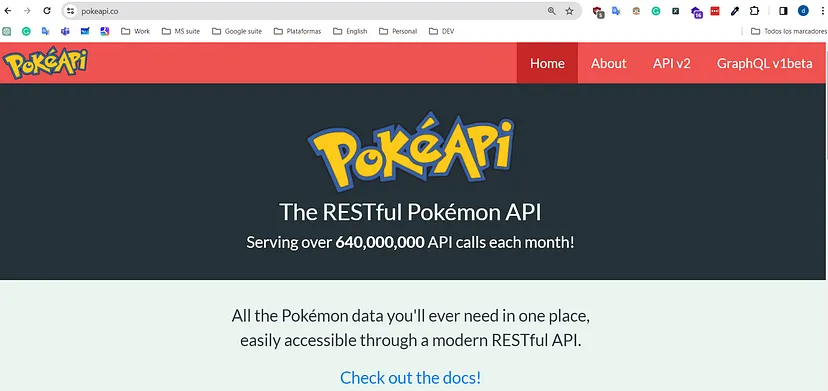 pokeapi.co
5
16
d
Work
MS suite
Google suite
Plataformas
English
Personal
DEV
Todos los marcadores
PokéAPi
Home
About
API v2
GraphQL v1beta
PokéAPi
The RESTful Pokémon API
Serving over 640,000,000 API calls each month!
All the Pokémon data you'll ever need in one place,
easily accessible through a modern RESTful API.
Check out the docs!